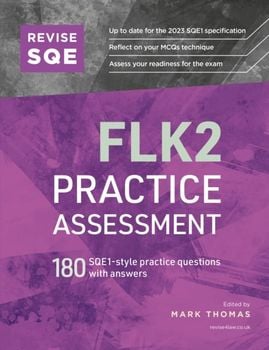 REVISE
SQE
Up to date for the 2023 SQE1 specification
Reflect on your MCQs technique
Assess your readiness for the exam
FLK2
PRACTICE
ASSESSMENT
180 SQE1-style practice questions
with answers
Edited by
MARK THOMAS
revise4law.co.uk